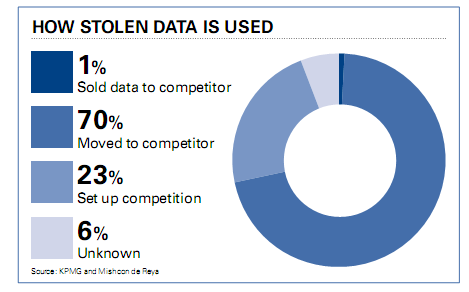 HOW STOLEN DATA IS USED
1%
Sold data to competitor
70%
Moved to competitor
23%
Set up competition
6%
Unknown
Source: KPMG and Mishcon de Reya